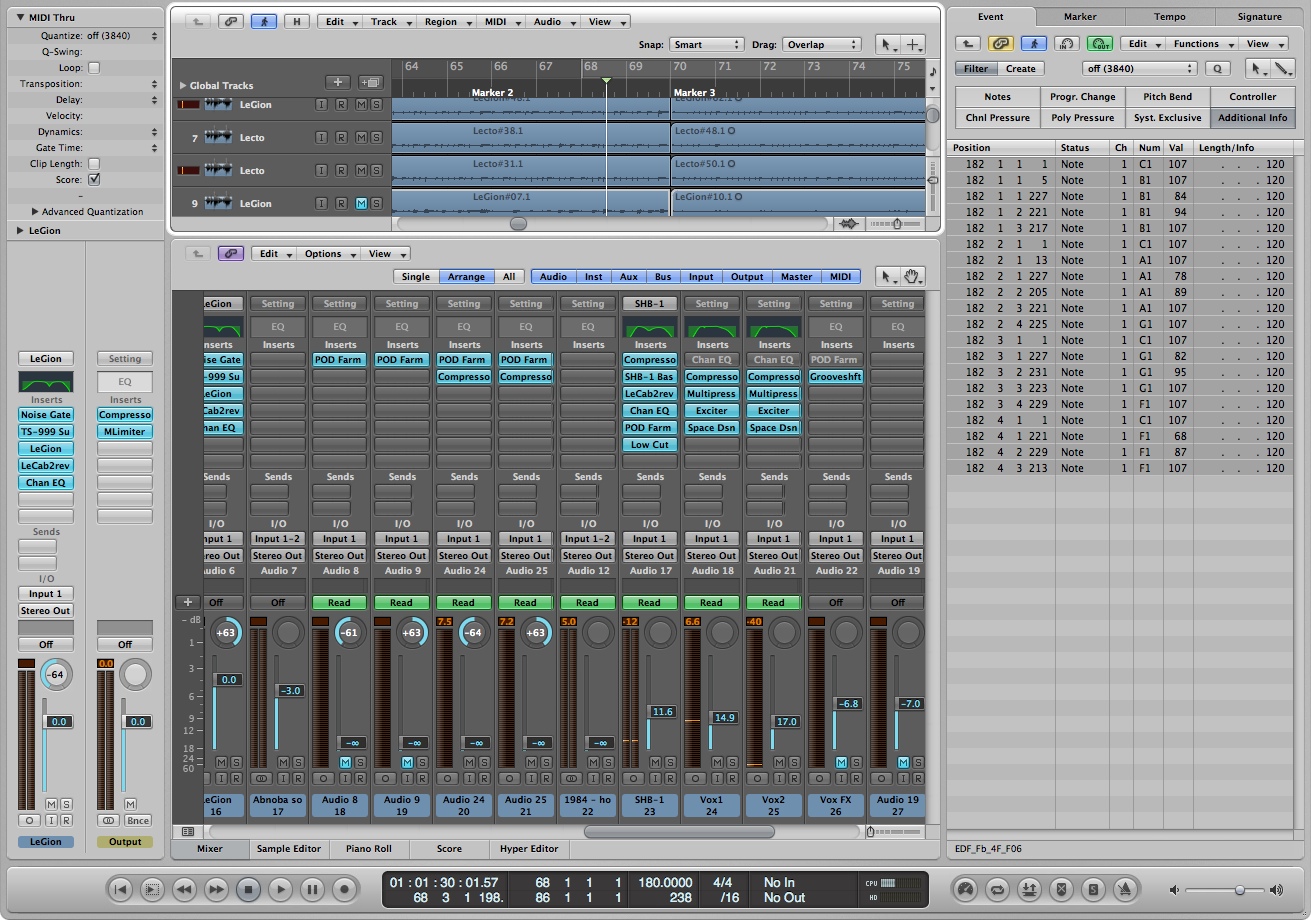 MIDI Thru
Quantize: off (3840)
Q-Swing:
Loop:
Transposition:
Delay:
Velocity:
Dynamics:
Gate Time:
Clip Length:
Score:
Advanced Quantization
LeGion
LeGion Setting
EQ
Inserts Inserts
Noise Gate Compresso
TS-999 Su MLimiter
LeGion
LeCab2rev
Chan EQ
Sends
I/O
Input 1
Stereo Out
Off Off
0.0
-64
0.0 0.0
M S M
I R Bnce
LeGion Output
H Edit Track Region MIDI Audio View
Snap: Smart Drag: Overlap
64 65 66 67 68 69 70 71 72 73 74 75
Global Tracks
Marker 2 Marker 3
LeGion I R M S
7 Lecto I R M S Lecto#38.1 Lecto#48.1
Lecto I R M S Lecto#31.1 Lecto#50.1
9 LeGion I R M S LeGion#07.1 LeGion#10.1
Edit Options View
Single Arrange All Audio Inst Aux Bus Input Output Master MIDI
LeGion Setting Setting Setting Setting Setting Setting SHB-1 Setting Setting Setting Setting
EQ EQ EQ EQ EQ EQ EQ EQ
Inserts Inserts Inserts Inserts Inserts Inserts Inserts Inserts Inserts Inserts Inserts Inserts
ise Gate POD Farm POD Farm POD Farm POD Farm Compresso Chan EQ Chan EQ POD Farm
-999 Su Compresso Compresso SHB-1 Bas Compresso Compresso Grooveshft
LeGion LeCab2rev Multipress Multipress
Cab2rev Chan EQ Exciter Exciter
han EQ POD Farm Space Dsn Space Dsn
Low Cut
Sends Sends Sends Sends Sends Sends Sends Sends Sends Sends Sends Sends
I/O I/O I/O I/O I/O I/O I/O I/O I/O I/O I/O I/O
nput 1 Input 1-2 Input 1 Input 1 Input 1 Input 1 Input 1-2 Input 1 Input 1 Input 1 Input 1 Input 1
reo Out Stereo Out Stereo Out Stereo Out Stereo Out Stereo Out Stereo Out Stereo Out Stereo Out Stereo Out Stereo Out Stereo Out
Audio 6 Audio 7 Audio 8 Audio 9 Audio 24 Audio 25 Audio 12 Audio 17 Audio 18 Audio 21 Audio 22 Audio 19
Off Off Read Read Read Read Read Read Read Read Off Off
- dB 7.5 7.2 5.0 -12 6.6 -40
+63 -61 +63 -64 +63
1
3
6
9
12
18
24
60
0.0 -3.0 -∞ -∞ -∞ -∞ -∞ 11.6 14.9 17.0 -6.8 -7.0
M S M S M S M S M S M S M S M S M S M S M S M S
I R I R I R I R I R I R I R I R I R I R I R I R
LeGion Abnoba so Audio 8 Audio 9 Audio 24 Audio 25 1984 - ho SHB-1 Vox1 Vox2 Vox FX Audio 19
16 17 18 19 20 21 22 23 24 25 26 27
Mixer Sample Editor Piano Roll Score Hyper Editor
Event Marker Tempo Signature
IN OUT Edit Functions View
Filter Create off (3840) Q
Notes Progr. Change Pitch Bend Controller
Chnl Pressure Poly Pressure Syst. Exclusive Additional Info
Position Status Ch Num Val Length/Info
182 1 1 1 Note 1 C1 107 . . . 120
182 1 1 5 Note 1 B1 107 . . . 120
182 1 1 227 Note 1 B1 84 . . . 120
182 1 2 221 Note 1 B1 94 . . . 120
182 1 3 217 Note 1 B1 107 . . . 120
182 2 1 1 Note 1 C1 107 . . . 120
182 2 1 13 Note 1 A1 107 . . . 120
182 2 1 227 Note 1 A1 78 . . . 120
182 2 2 205 Note 1 A1 89 . . . 120
182 2 3 221 Note 1 A1 107 . . . 120
182 2 4 225 Note 1 G1 107 . . . 120
182 3 1 1 Note 1 C1 107 . . . 120
182 3 1 227 Note 1 G1 82 . . . 120
182 3 2 231 Note 1 G1 95 . . . 120
182 3 3 223 Note 1 G1 107 . . . 120
182 3 4 229 Note 1 F1 107 . . . 120
182 4 1 1 Note 1 C1 107 . . . 120
182 4 1 221 Note 1 F1 68 . . . 120
182 4 2 229 Note 1 F1 87 . . . 120
182 4 3 213 Note 1 F1 107 . . . 120
EDF_Fb_4F_F06
01 : 01 : 30 : 01.57 68 1 1 1 180.0000 4/4 No In CPU
68 3 1 198. 86 1 1 1 238 /16 No Out HD